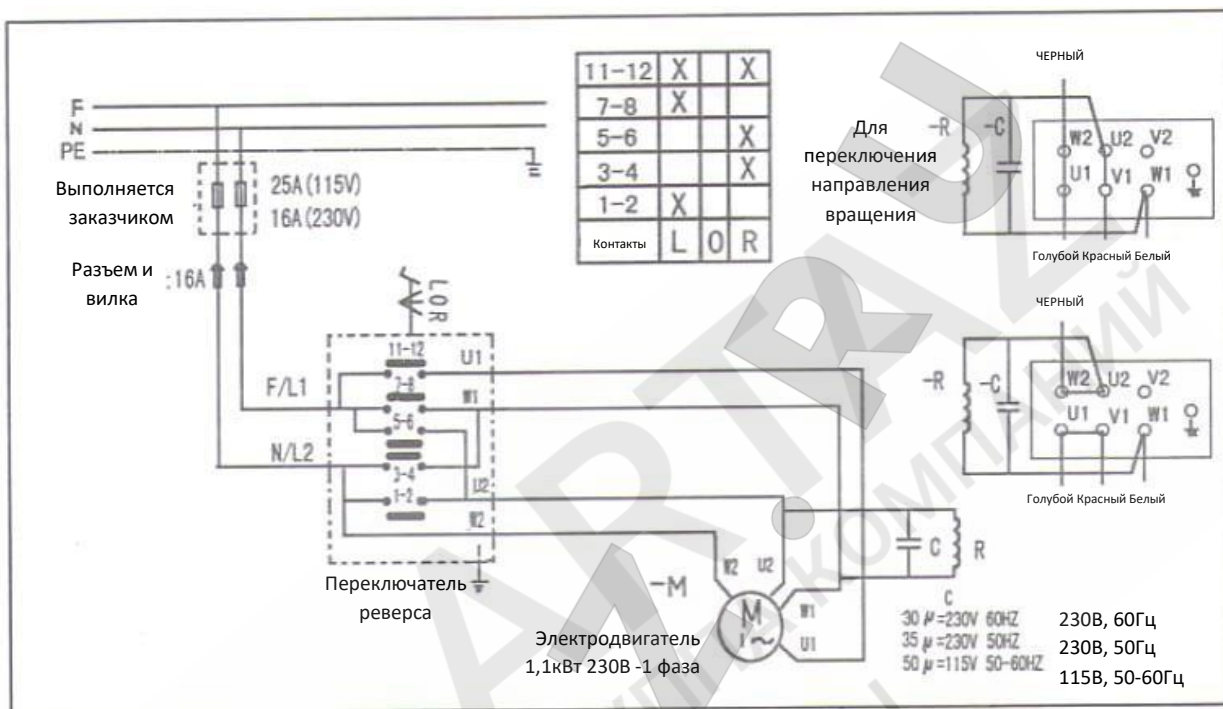 F
N
PE
Выполняется
заказчиком
25A(115V)
16A(230V)
Разъем и
вилка
:16A
11-12 X X
7-8 X
5-6 X
3-4 X
1-2 X
Контакты L O R
ЧЕРНЫЙ
Для
переключения
направления
вращения
-R -C
W2 U2 V2
U1 V1 W1
Голубой Красный Белый
ЧЕРНЫЙ
-R -C
W2 U2 V2
U1 V1 W1
Голубой Красный Белый
L O R
11-12
7-8
5-6
3-4
1-2
U1
W1
U2
W2
F/L1
N/L2
Переключатель
реверса
-M
W2 U2
M
1 ~
W1
U1
Электродвигатель
1,1кВт 230В -1 фаза
C R
C
30 μ=230V 60HZ
35 μ=230V 50HZ
50 μ=115V 50-60HZ
230В, 60Гц
230В, 50Гц
115В, 50-60Гц